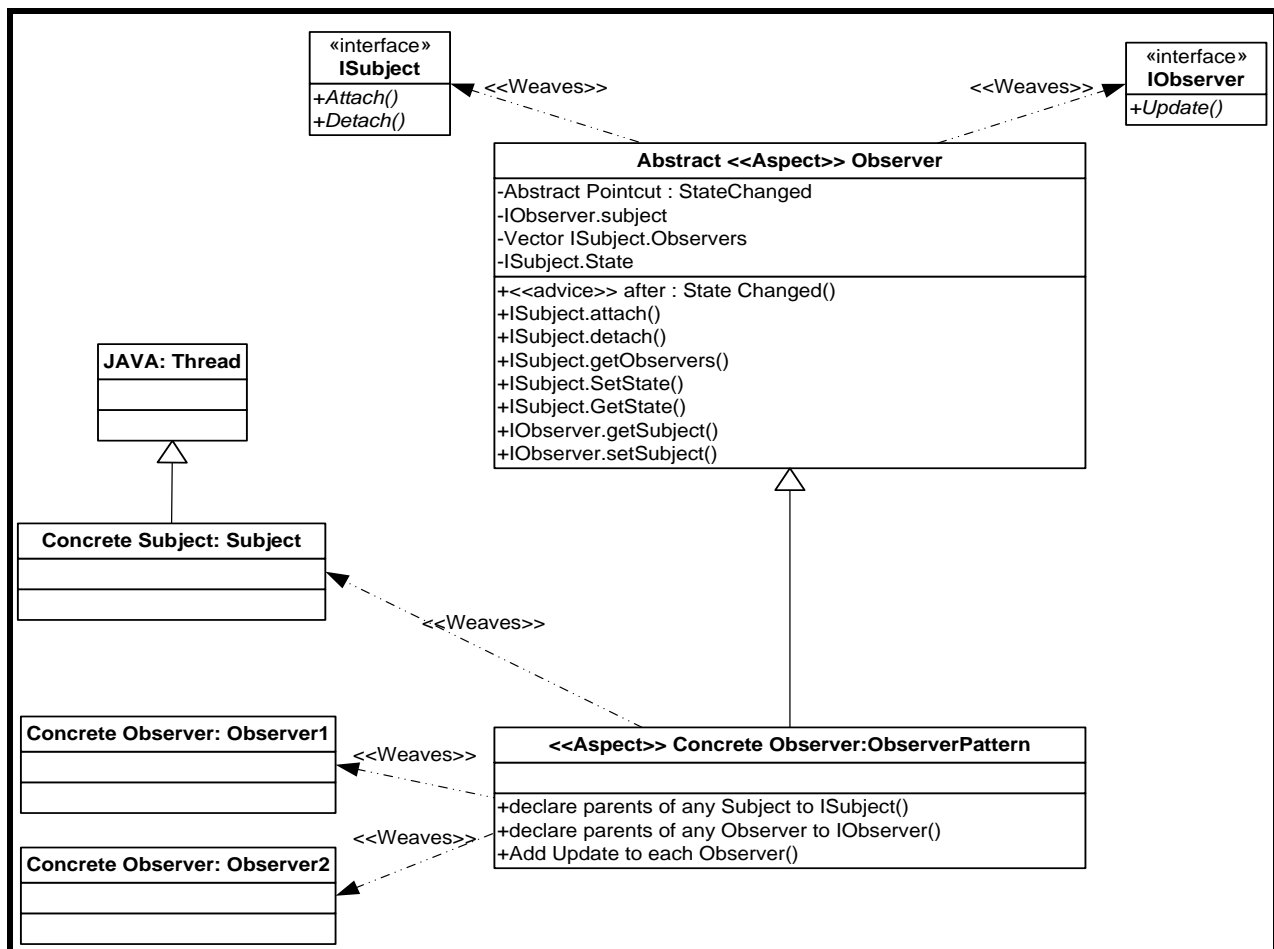 «interface»
ISubject
+Attach()
+Detach()
<<Weaves>>
<<Weaves>>
«interface»
IObserver
+Update()
Abstract <<Aspect>> Observer
-Abstract Pointcut : StateChanged
-IObserver.subject
-Vector ISubject.Observers
-ISubject.State
+<<advice>> after : State Changed()
+ISubject.attach()
+ISubject.detach()
+ISubject.getObservers()
+ISubject.SetState()
+ISubject.GetState()
+IObserver.getSubject()
+IObserver.setSubject()
JAVA: Thread
Concrete Subject: Subject
<<Weaves>>
Concrete Observer: Observer1
<<Weaves>>
<<Aspect>> Concrete Observer:ObserverPattern
+declare parents of any Subject to ISubject()
+declare parents of any Observer to IObserver()
+Add Update to each Observer()
<<Weaves>>
Concrete Observer: Observer2